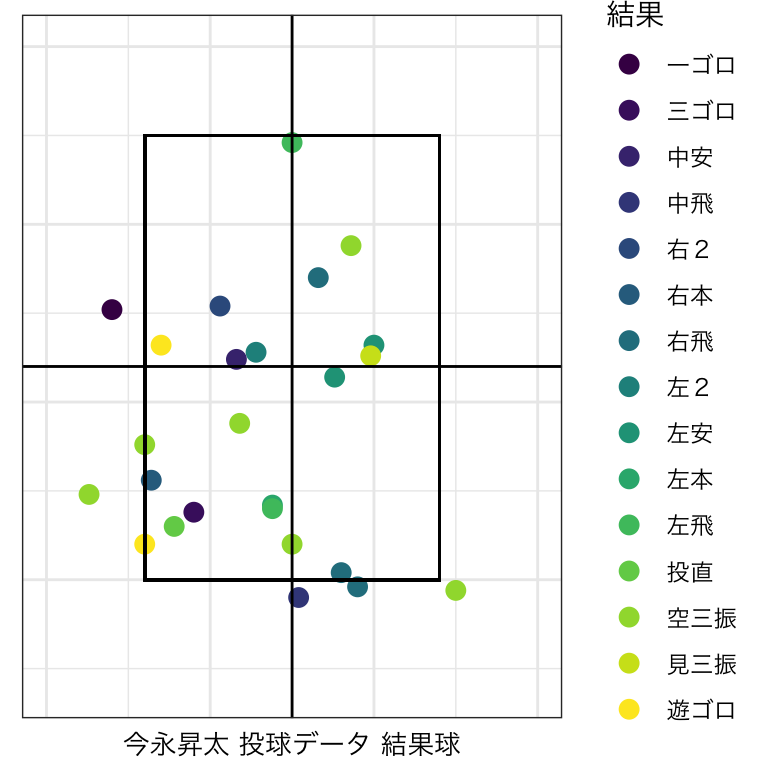 結果
一ゴロ
三ゴロ
中安
中飛
右２
右本
右飛
左２
左安
左本
左飛
投直
空三振
見三振
遊ゴロ
今永昇太 投球データ 結果球